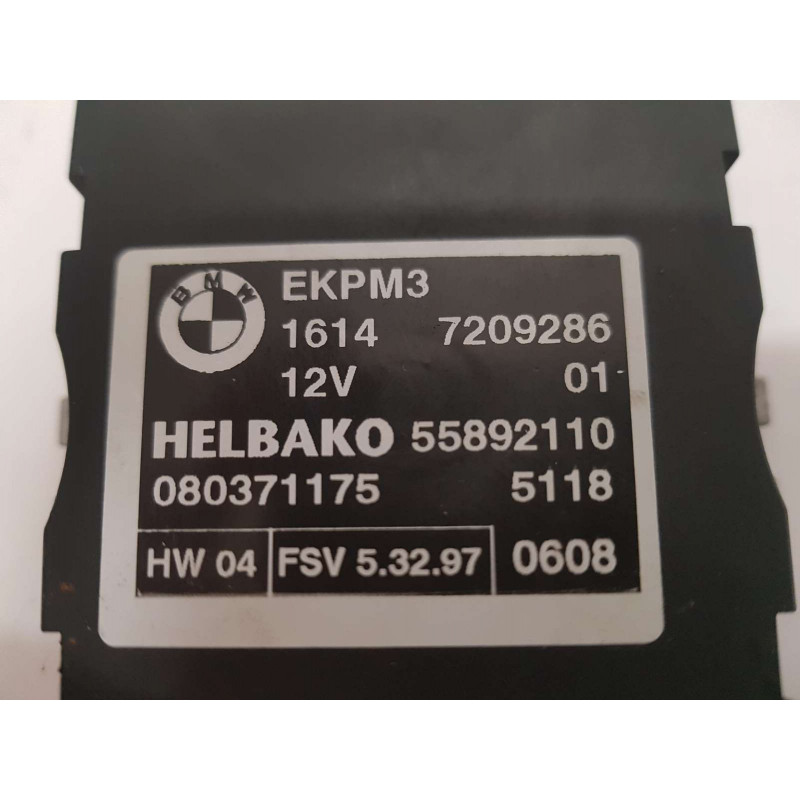 BMW EKPM3
1614 7209286
12V 01
HELBAKO 55892110
080371175 5118
HW 04 FSV 5.32.97 0608